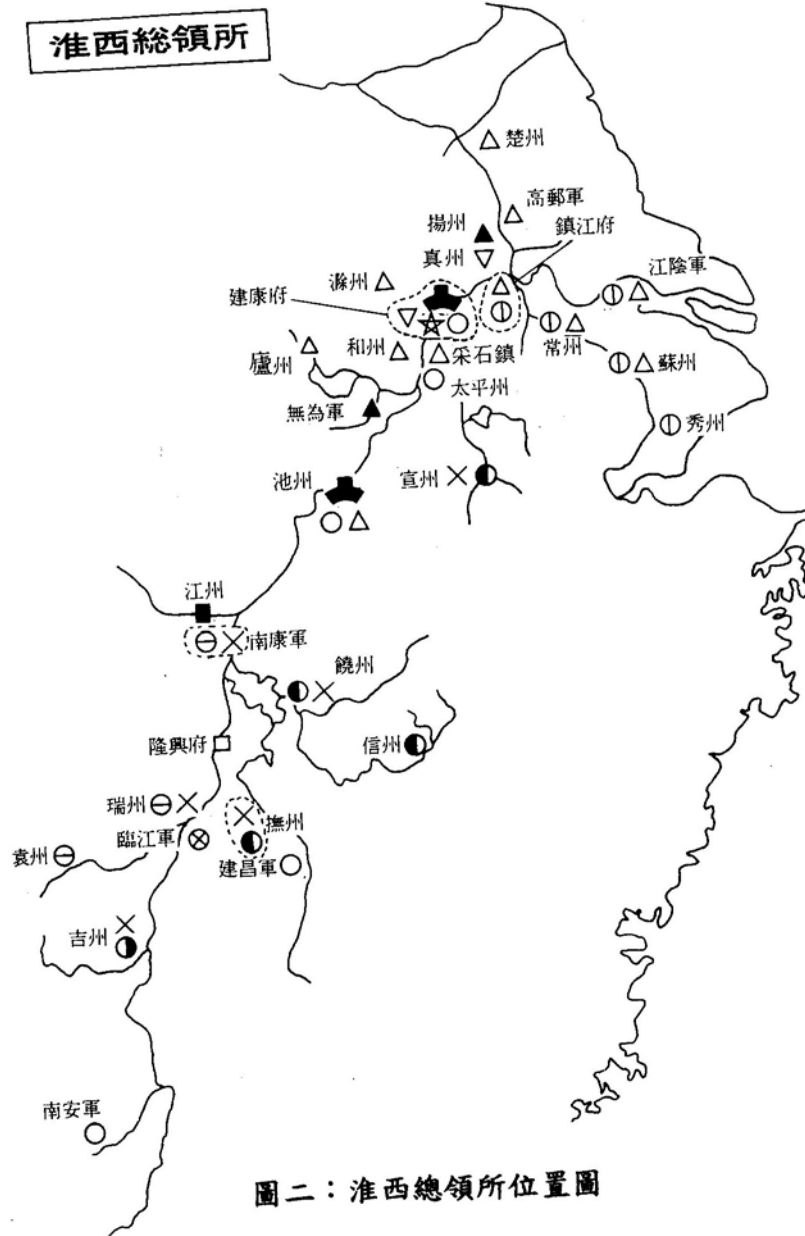 淮西総領所
楚州
高郵軍
揚州
鎮江府
真州
江陰軍
滁州
建康府
和州
采石鎮
常州
廬州
蘇州
太平州
無為軍
秀州
池州
宣州
江州
南康軍
饒州
隆興府
信州
瑞州
撫州
臨江軍
袁州
建昌軍
吉州
南安軍
圖二：淮西總領所位置圖